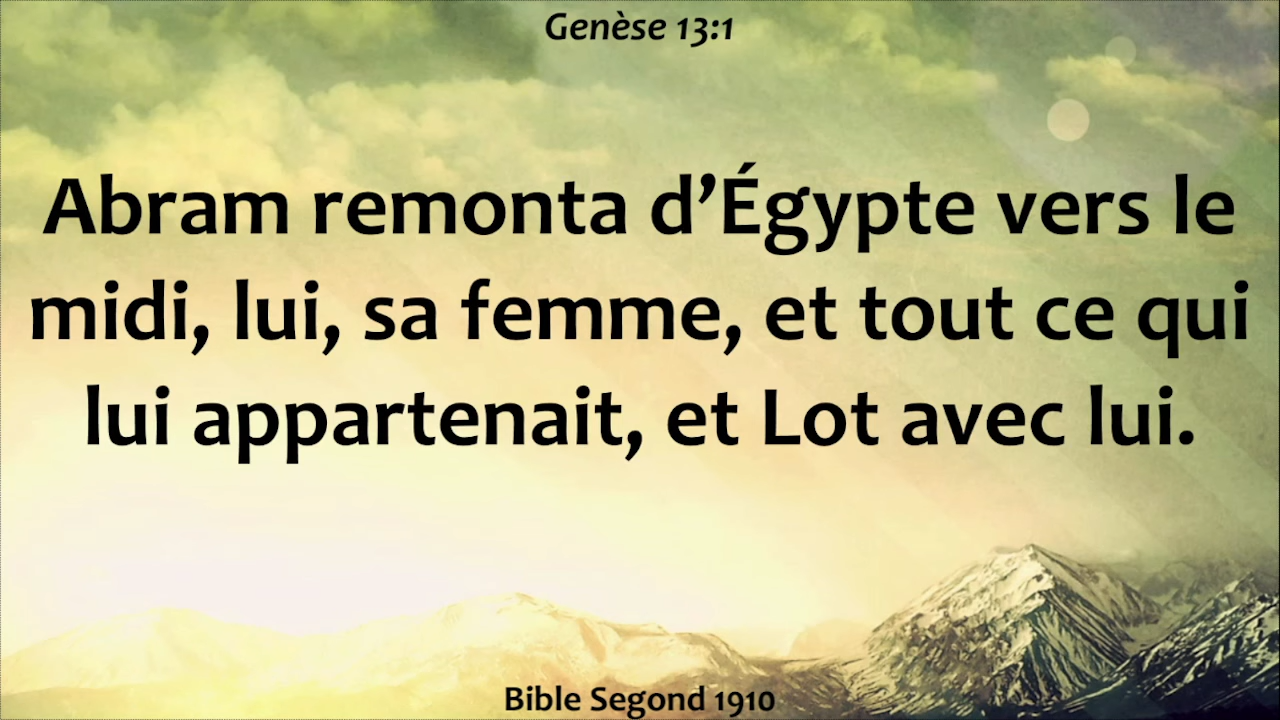 Genèse 13:1
Abram remonta d’Égypte vers le
midi, lui, sa femme, et tout ce qui
lui appartenait, et Lot avec lui.
Bible Segond 1910